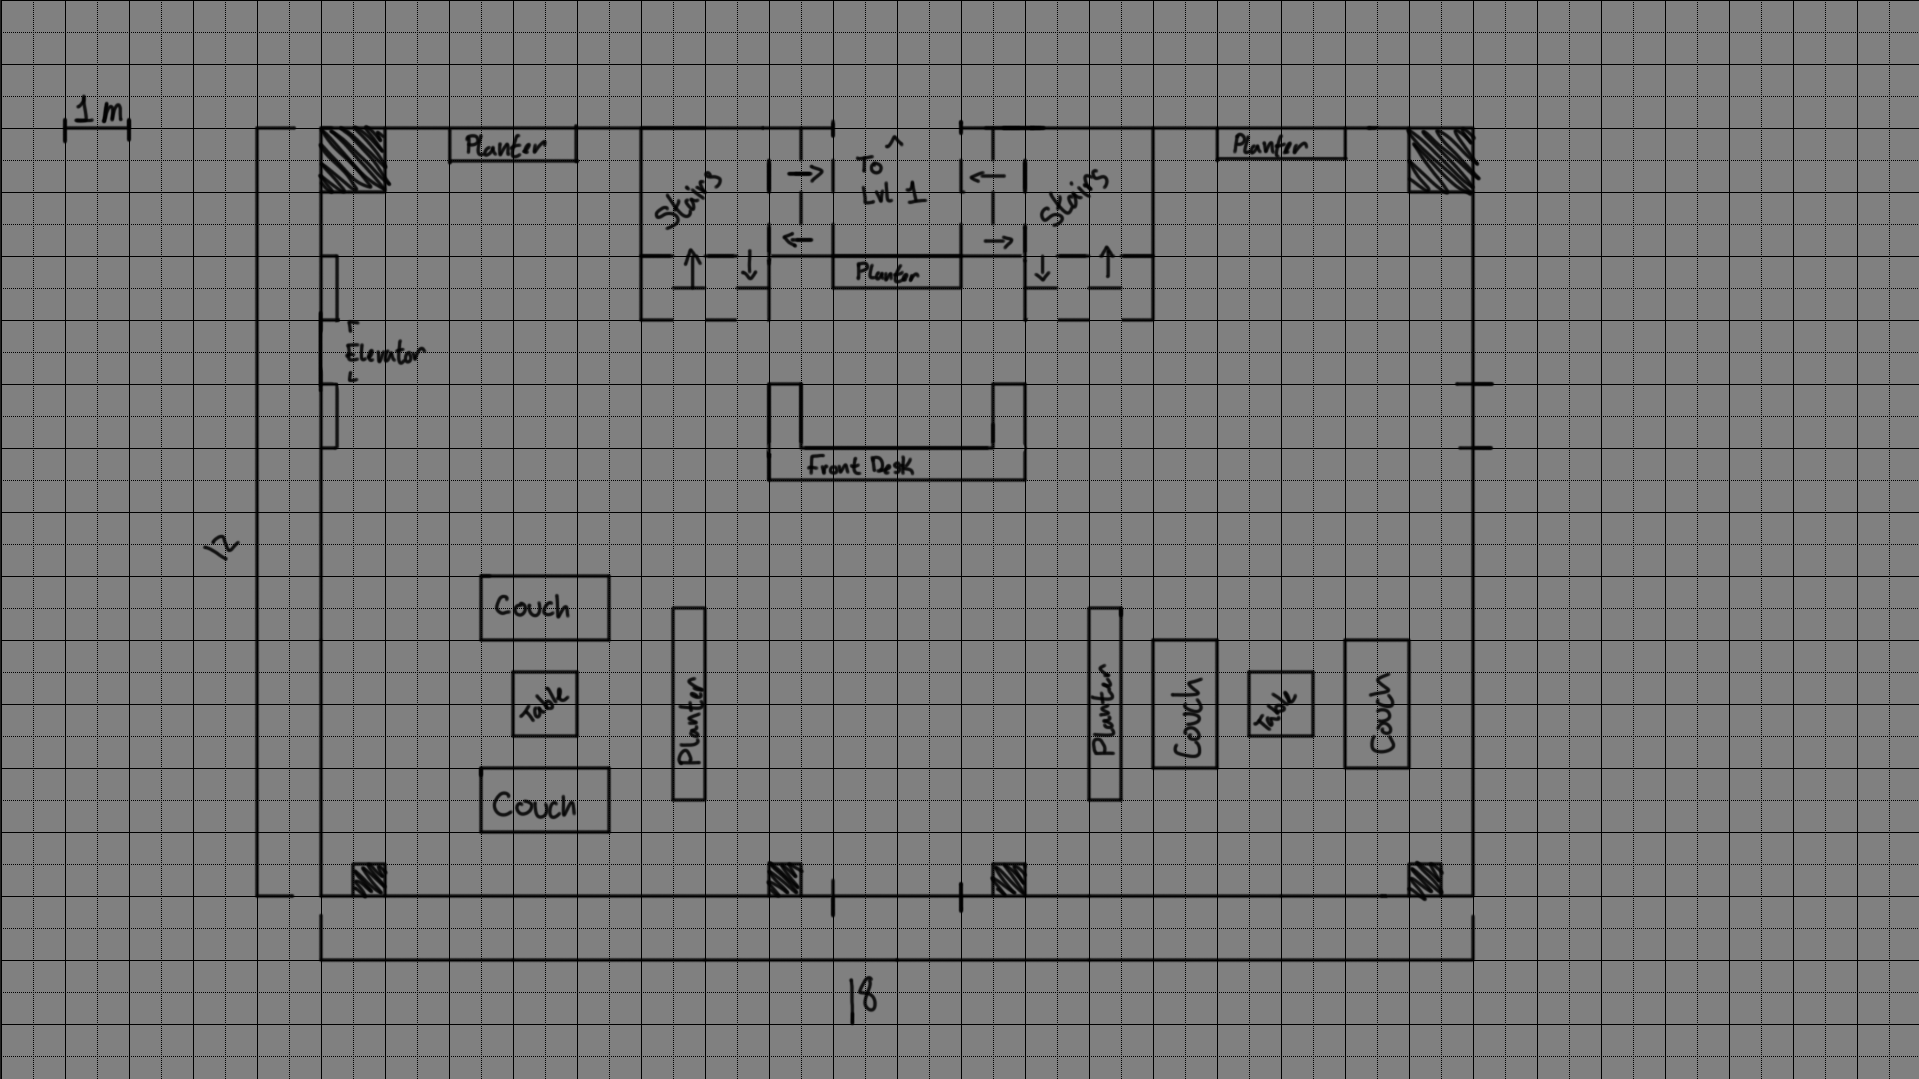 1 m
Planter
Planter
Stairs
To
Lvl 1
Stairs
Planter
Elevator
Front Desk
12
Couch
Table
Planter
Couch
Planter
Couch
Table
Couch
18